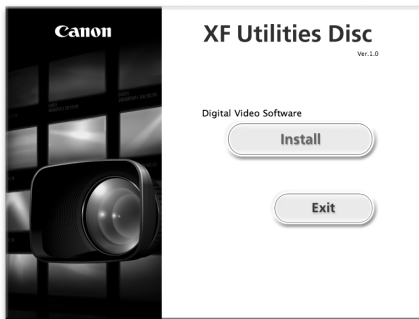 Canon
XF Utilities Disc
Ver.1.0
Digital Video Software
Install
Exit